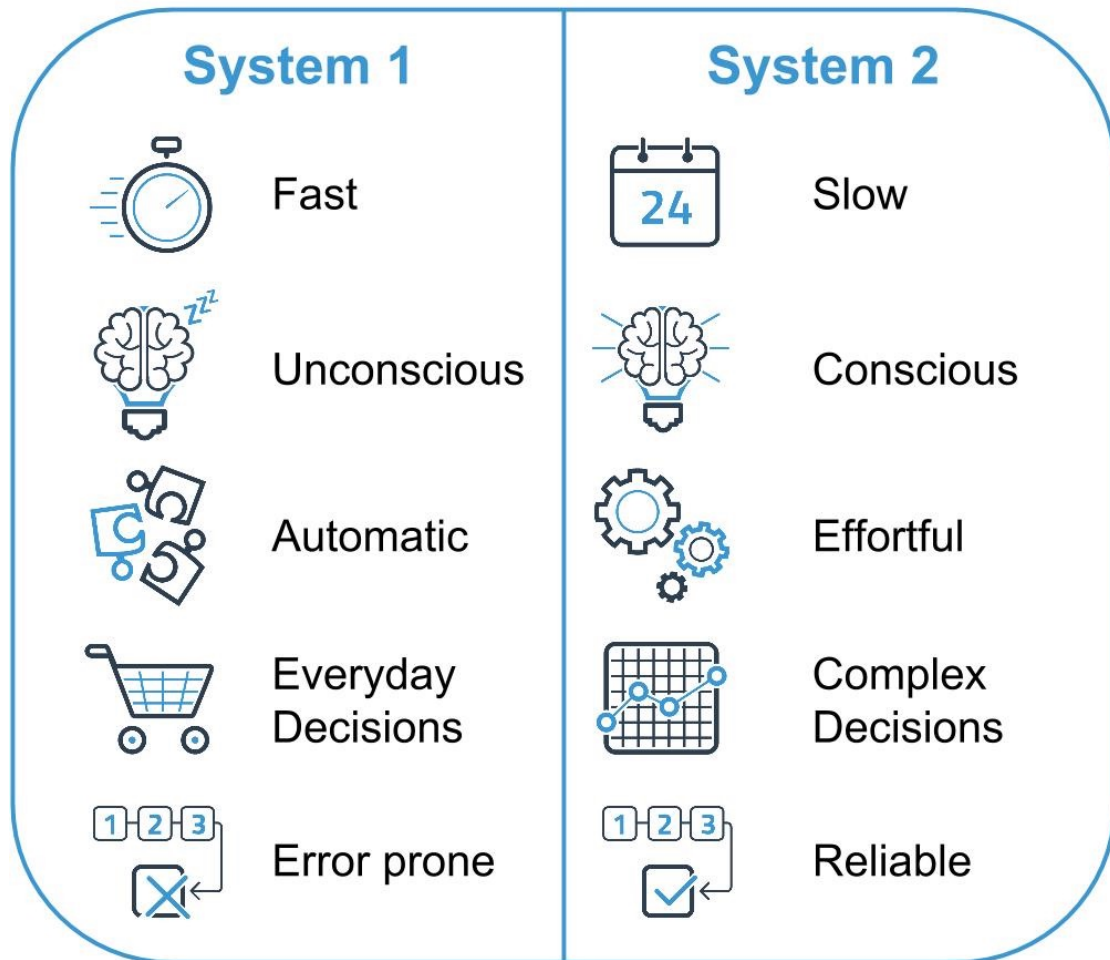 System 1
System 2
Fast
24
Slow
zzz
Unconscious
Conscious
Automatic
Effortful
Everyday
Decisions
Complex
Decisions
1 2 3
Error prone
1 2 3
Reliable